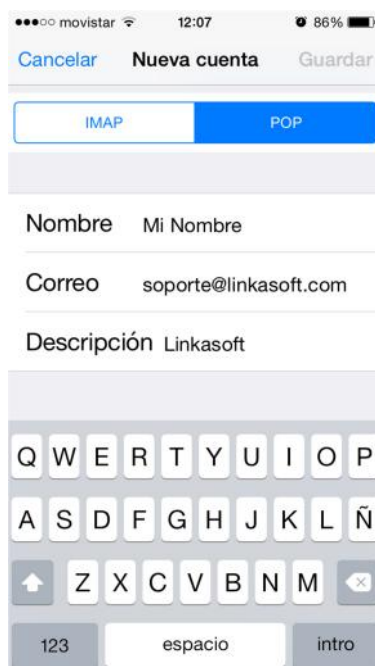 movistar 12:07 86%
Cancelar Nueva cuenta Guardar
IMAP POP
Nombre Mi Nombre
Correo soporte@linkasoft.com
Descripción Linkasoft
Q W E R T Y U I O P
A S D F G H J K L Ñ
Z X C V B N M
123 espacio intro